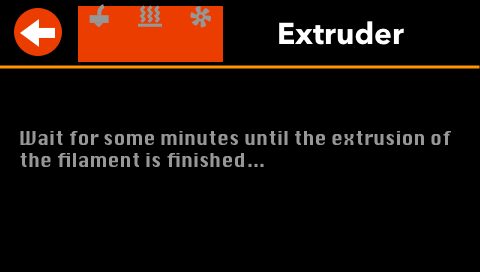 Extruder
Wait for some minutes until the extrusion of
the filament is finished...